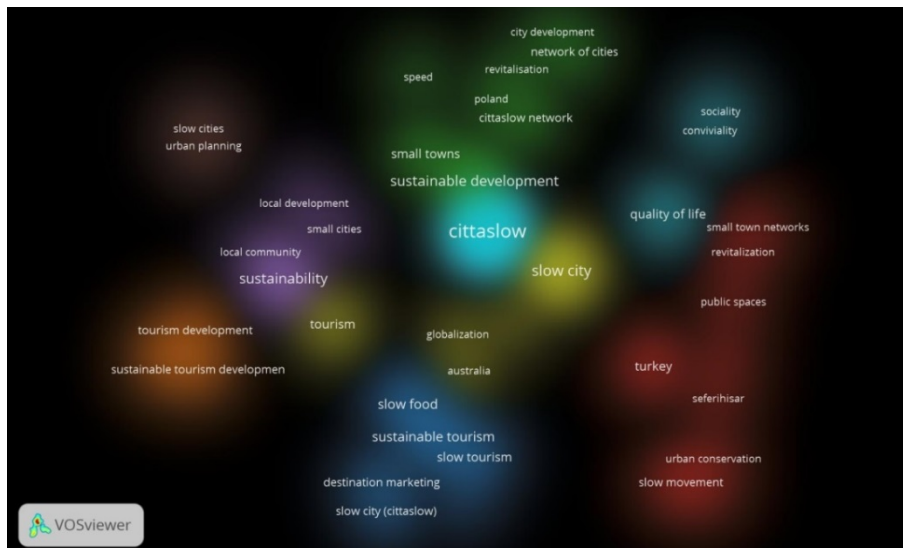 city development
network of cities
revitalisation
speed
poland
cittaslow network
sociality
conviviality
slow cities
urban planning
small towns
sustainable development
local development
small cities
quality of life
small town networks
cittaslow
local community
revitalization
slow city
sustainability
public spaces
tourism
tourism development
globalization
sustainable tourism developmen
australia
turkey
slow food
seferihisar
sustainable tourism
slow tourism
urban conservation
destination marketing
slow movement
slow city (cittaslow)
VOSviewer